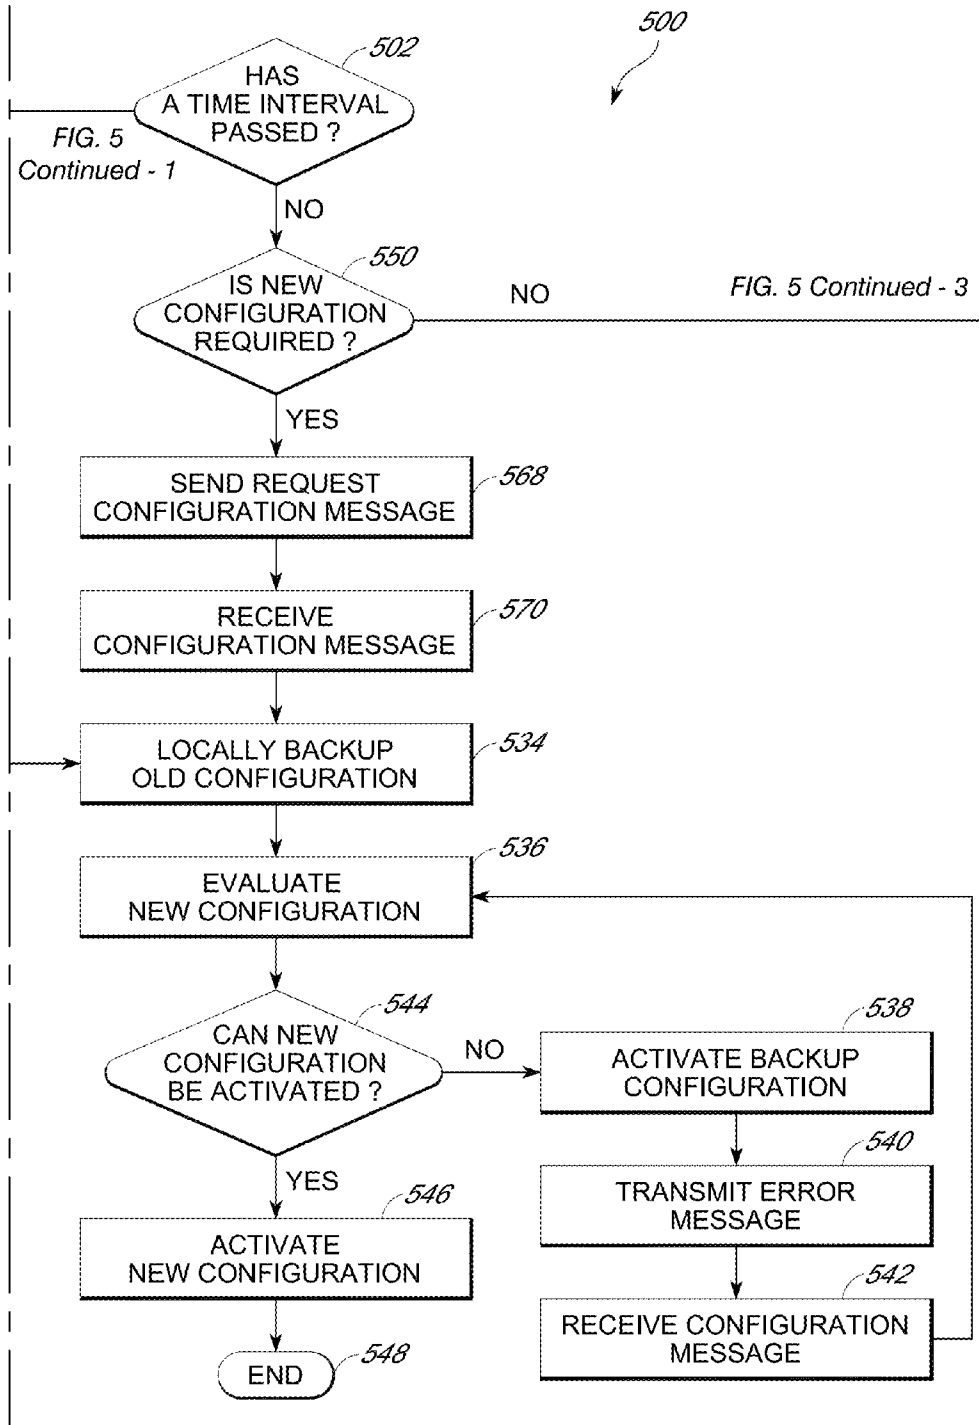 500
502
HAS
A TIME INTERVAL
PASSED ?
FIG. 5
Continued - 1
NO
550
IS NEW
CONFIGURATION
REQUIRED ?
NO
FIG. 5 Continued - 3
YES
568
SEND REQUEST
CONFIGURATION MESSAGE
570
RECEIVE
CONFIGURATION MESSAGE
534
LOCALLY BACKUP
OLD CONFIGURATION
536
EVALUATE
NEW CONFIGURATION
544
CAN NEW
CONFIGURATION
BE ACTIVATED ?
NO
538
ACTIVATE BACKUP
CONFIGURATION
540
TRANSMIT ERROR
MESSAGE
542
RECEIVE CONFIGURATION
MESSAGE
YES
546
ACTIVATE
NEW CONFIGURATION
548
END